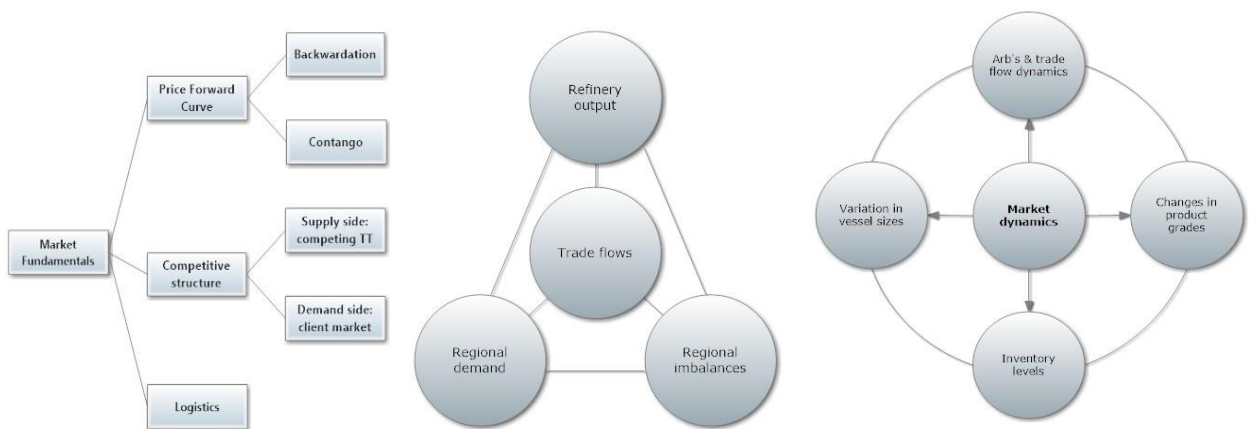 Market
Fundamentals
Price Forward
Curve
Backwardation
Contango
Competitive
structure
Supply side:
competing TT
Demand side:
client market
Logistics
Refinery
output
Trade flows
Regional
demand
Regional
imbalances
Arb's & trade
flow dynamics
Variation in
vessel sizes
Market
dynamics
Changes in
product
grades
Inventory
levels